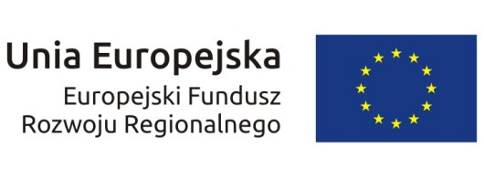 Unia Europejska
Europejski Fundusz
Rozwoju Regionalnego